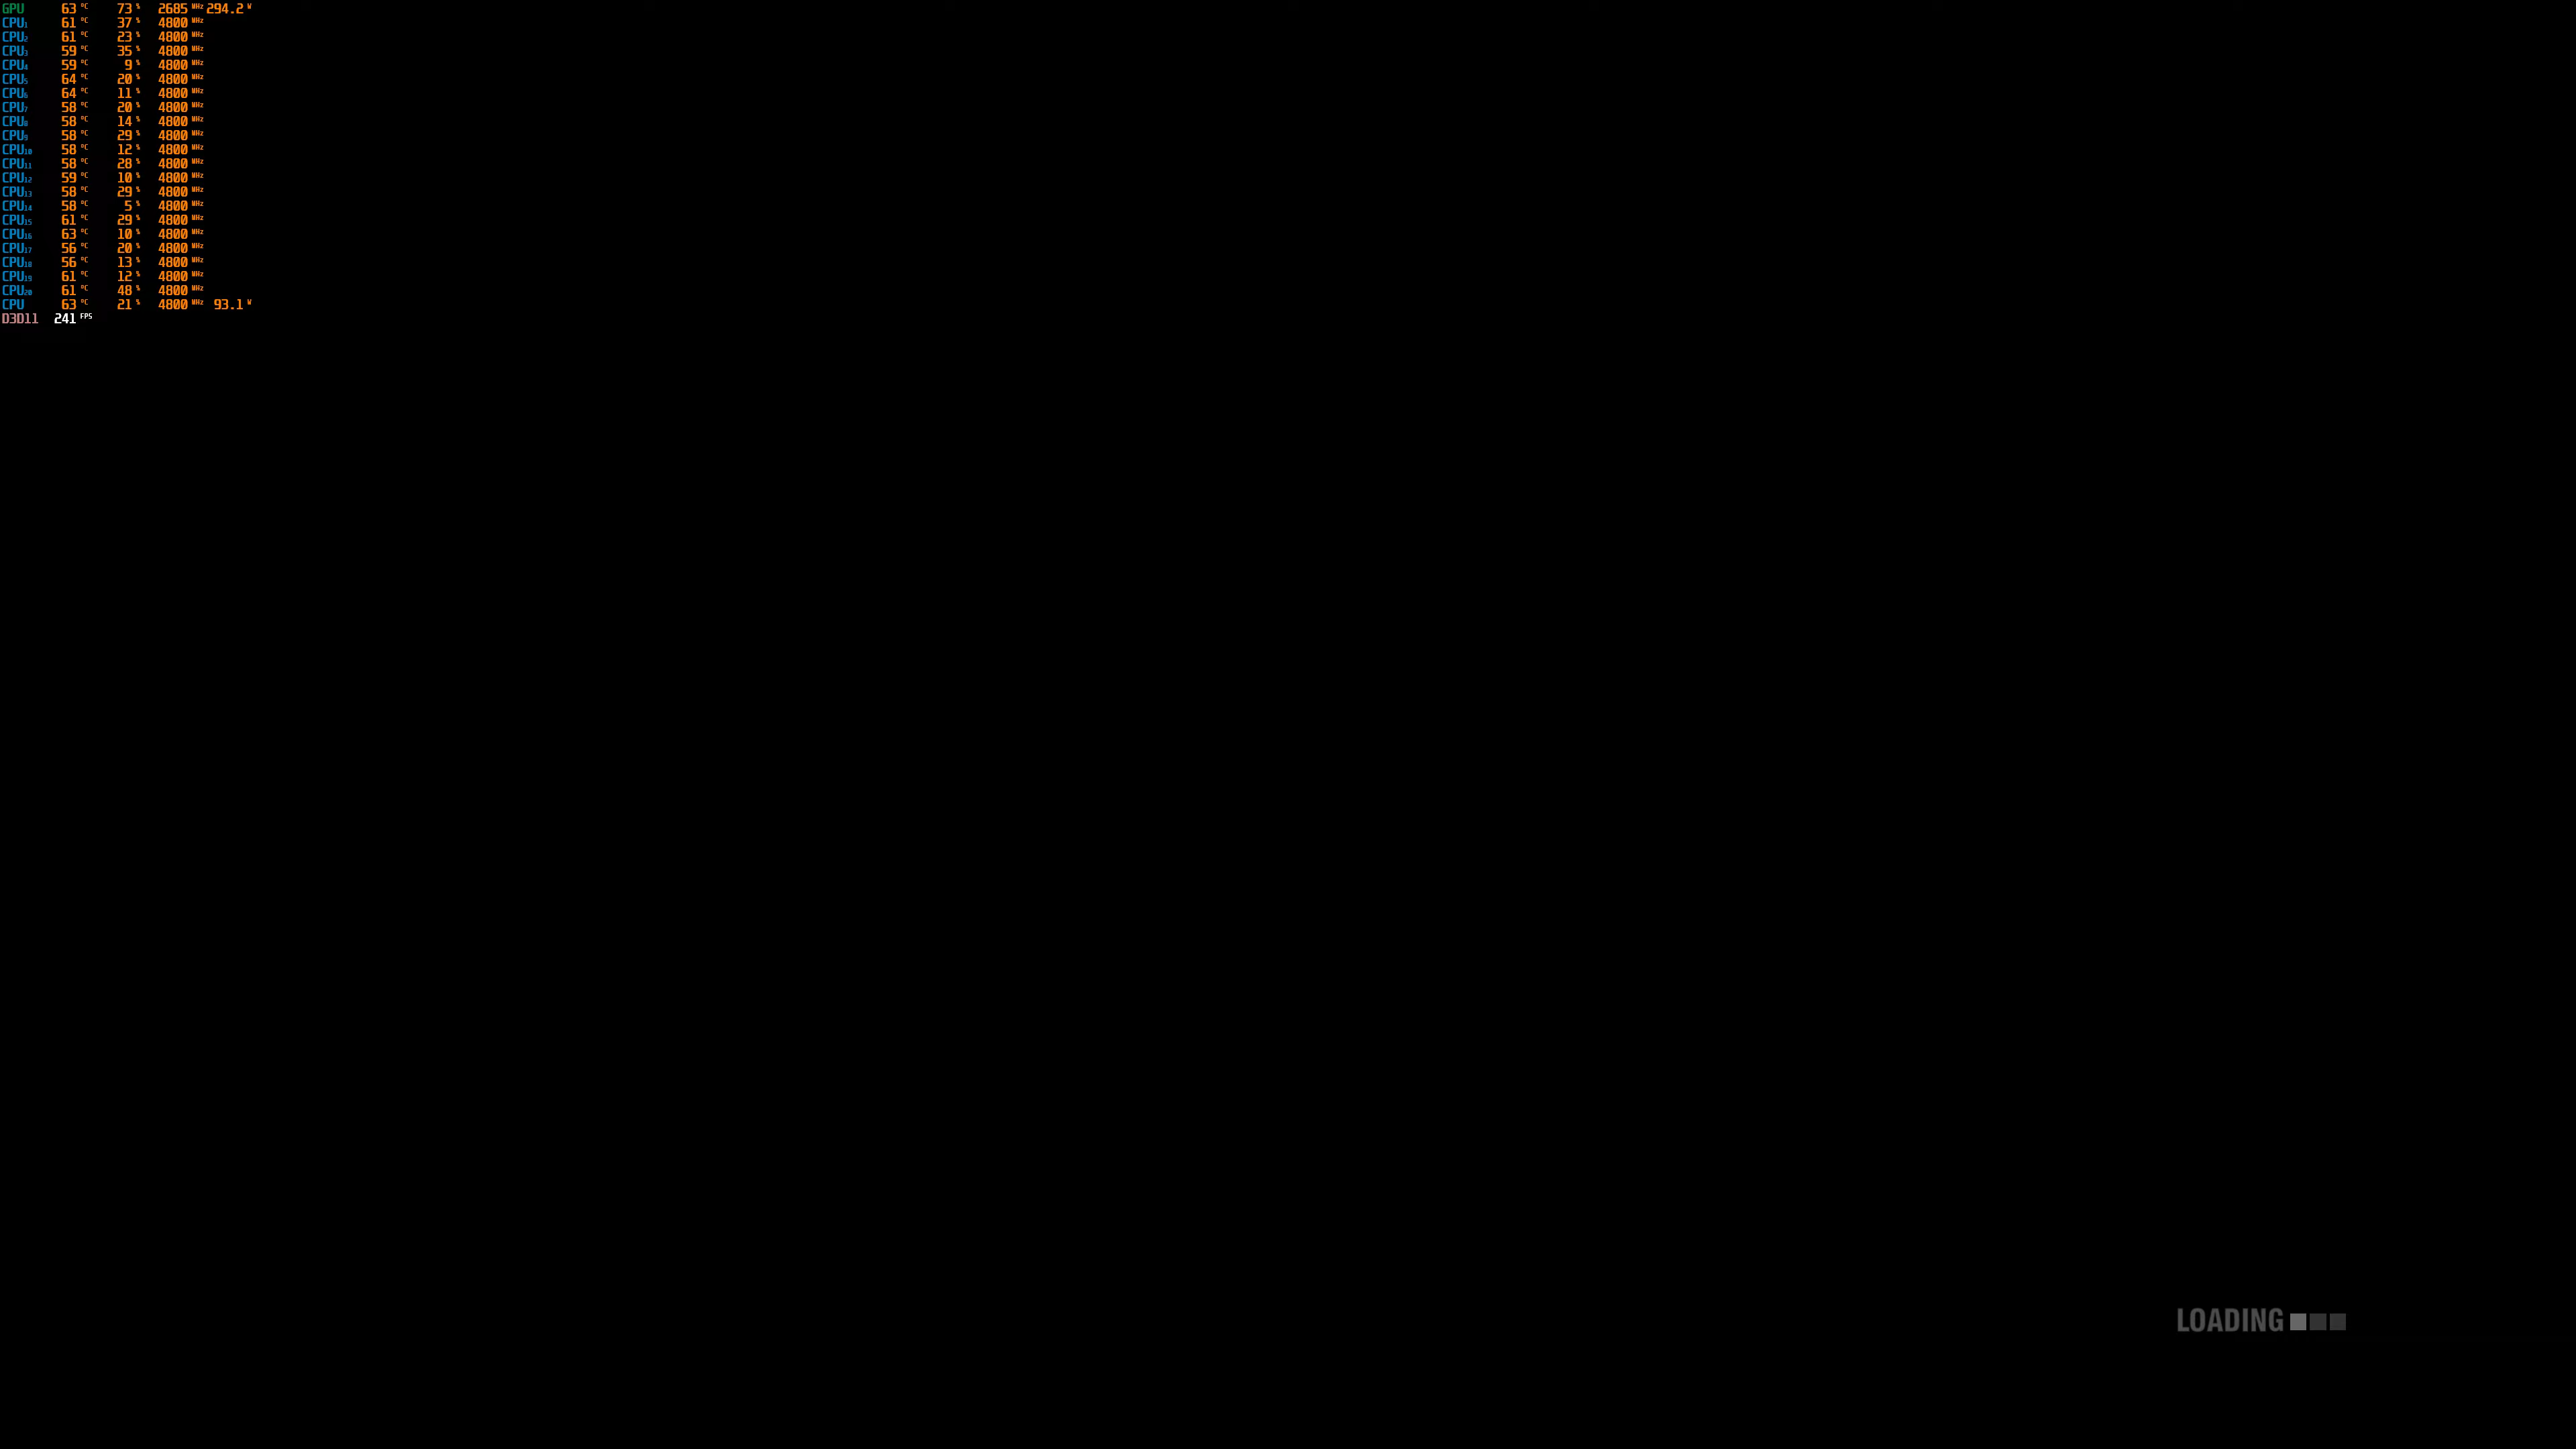 GPU 63 °C 73 % 2685 MHz 294.2 W
CPU1 61 °C 37 % 4800 MHz
CPU2 61 °C 23 % 4800 MHz
CPU3 59 °C 35 % 4800 MHz
CPU4 59 °C 9 % 4800 MHz
CPU5 64 °C 20 % 4800 MHz
CPU6 64 °C 11 % 4800 MHz
CPU7 58 °C 20 % 4800 MHz
CPU8 58 °C 14 % 4800 MHz
CPU9 58 °C 29 % 4800 MHz
CPU10 58 °C 12 % 4800 MHz
CPU11 58 °C 28 % 4800 MHz
CPU12 59 °C 10 % 4800 MHz
CPU13 58 °C 29 % 4800 MHz
CPU14 58 °C 5 % 4800 MHz
CPU15 61 °C 29 % 4800 MHz
CPU16 63 °C 10 % 4800 MHz
CPU17 56 °C 20 % 4800 MHz
CPU18 56 °C 13 % 4800 MHz
CPU19 61 °C 12 % 4800 MHz
CPU20 61 °C 48 % 4800 MHz
CPU 63 °C 21 % 4800 MHz 93.1 W
D3D11 241 FPS
LOADING